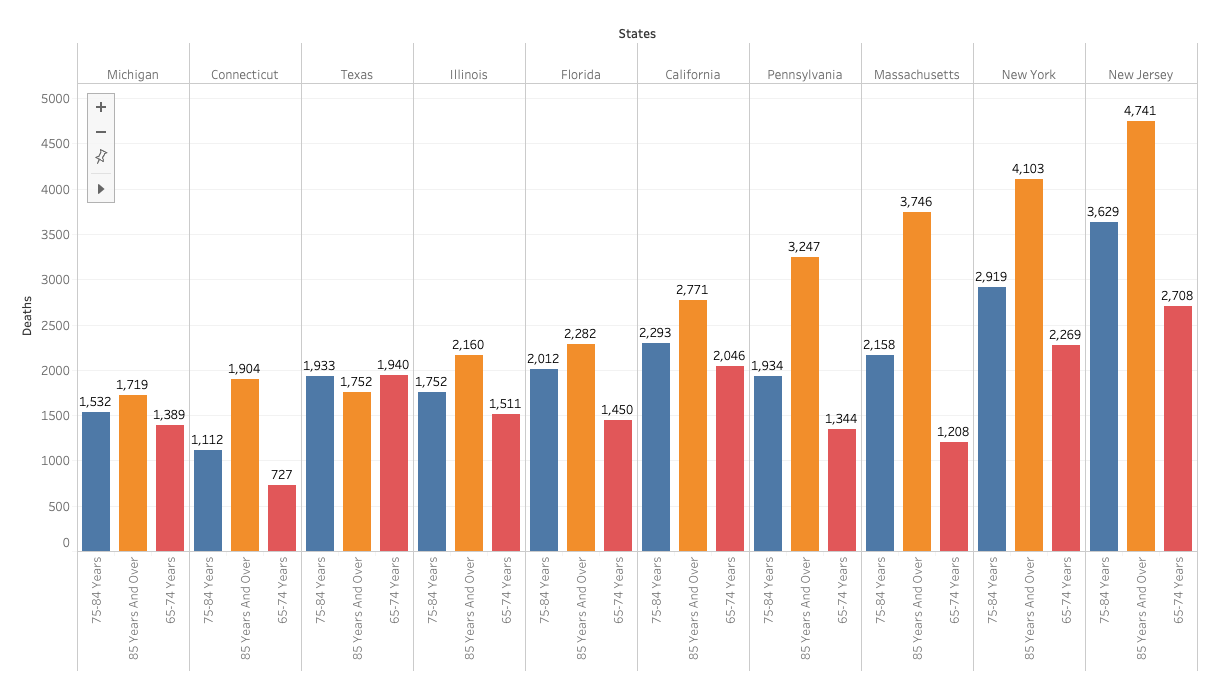 States
Michigan Connecticut Texas Illinois Florida California Pennsylvania Massachusetts New York New Jersey
5000
4500
4000
3500
3000
2500
2000
1500
1000
500
0
Deaths
1,532 1,719 1,389
1,112 1,904 727
1,933 1,752 1,940
1,752 2,160 1,511
2,012 2,282 1,450
2,293 2,771 2,046
1,934 3,247 1,344
2,158 3,746 1,208
2,919 4,103 2,269
3,629 4,741 2,708
75-84 Years 85 Years And Over 65-74 Years
75-84 Years 85 Years And Over 65-74 Years
75-84 Years 85 Years And Over 65-74 Years
75-84 Years 85 Years And Over 65-74 Years
75-84 Years 85 Years And Over 65-74 Years
75-84 Years 85 Years And Over 65-74 Years
75-84 Years 85 Years And Over 65-74 Years
75-84 Years 85 Years And Over 65-74 Years
75-84 Years 85 Years And Over 65-74 Years
75-84 Years 85 Years And Over 65-74 Years